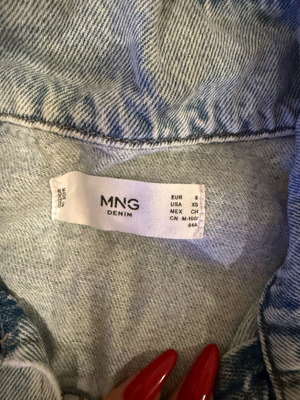 MNG
DENIM
EUR S
USA XS
MEX CH
CN M-160/
84A